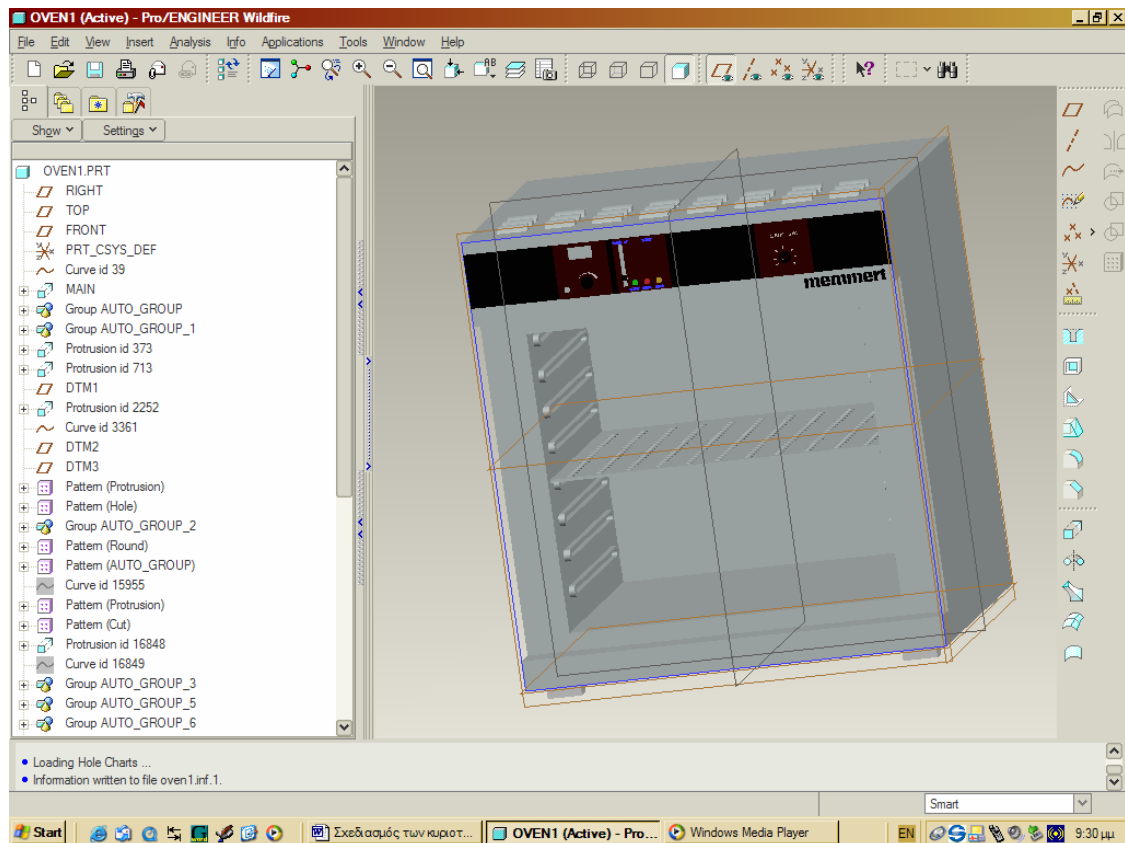 OVEN1 (Active) - Pro/ENGINEER Wildfire
File Edit View Insert Analysis Info Applications Tools Window Help
Show Settings
OVEN1.PRT
RIGHT
TOP
FRONT
PRT_CSYS_DEF
Curve id 39
MAIN
Group AUTO_GROUP
Group AUTO_GROUP_1
Protrusion id 373
Protrusion id 713
DTM1
Protrusion id 2252
Curve id 3361
DTM2
DTM3
Pattern (Protrusion)
Pattern (Hole)
Group AUTO_GROUP_2
Pattern (Round)
Pattern (AUTO_GROUP)
Curve id 15955
Pattern (Protrusion)
Pattern (Cut)
Protrusion id 16848
Curve id 16849
Group AUTO_GROUP_3
Group AUTO_GROUP_5
Group AUTO_GROUP_6
memmert
Loading Hole Charts ...
Information written to file oven1.inf.1.
Smart
Start Σχεδιασμός των κυριοτ... OVEN1 (Active) - Pro... Windows Media Player EN 9:30 μμ